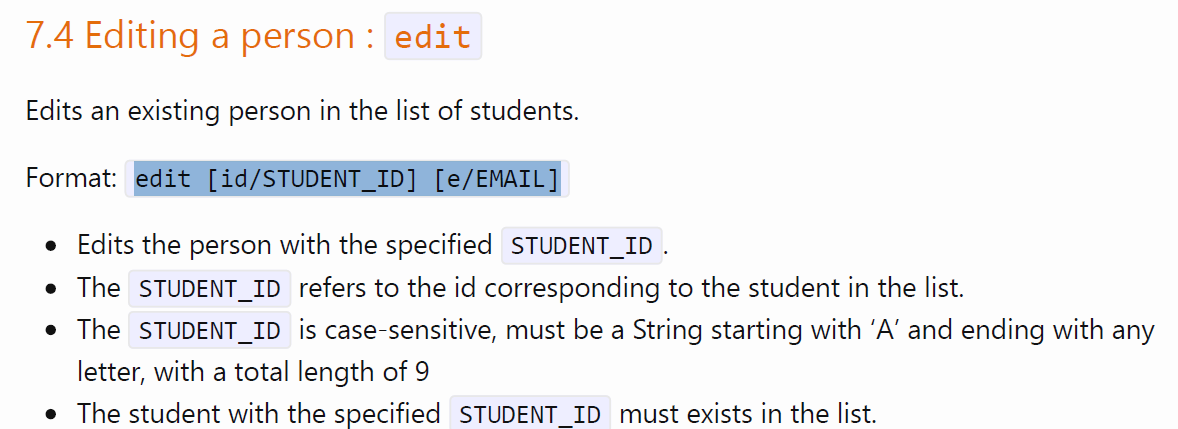 7.4 Editing a person : edit
Edits an existing person in the list of students.
Format: edit [id/STUDENT_ID] [e/EMAIL]
• Edits the person with the specified STUDENT_ID.
• The STUDENT_ID refers to the id corresponding to the student in the list.
• The STUDENT_ID is case-sensitive, must be a String starting with ‘A’ and ending with any
letter, with a total length of 9
• The student with the specified STUDENT_ID must exists in the list.